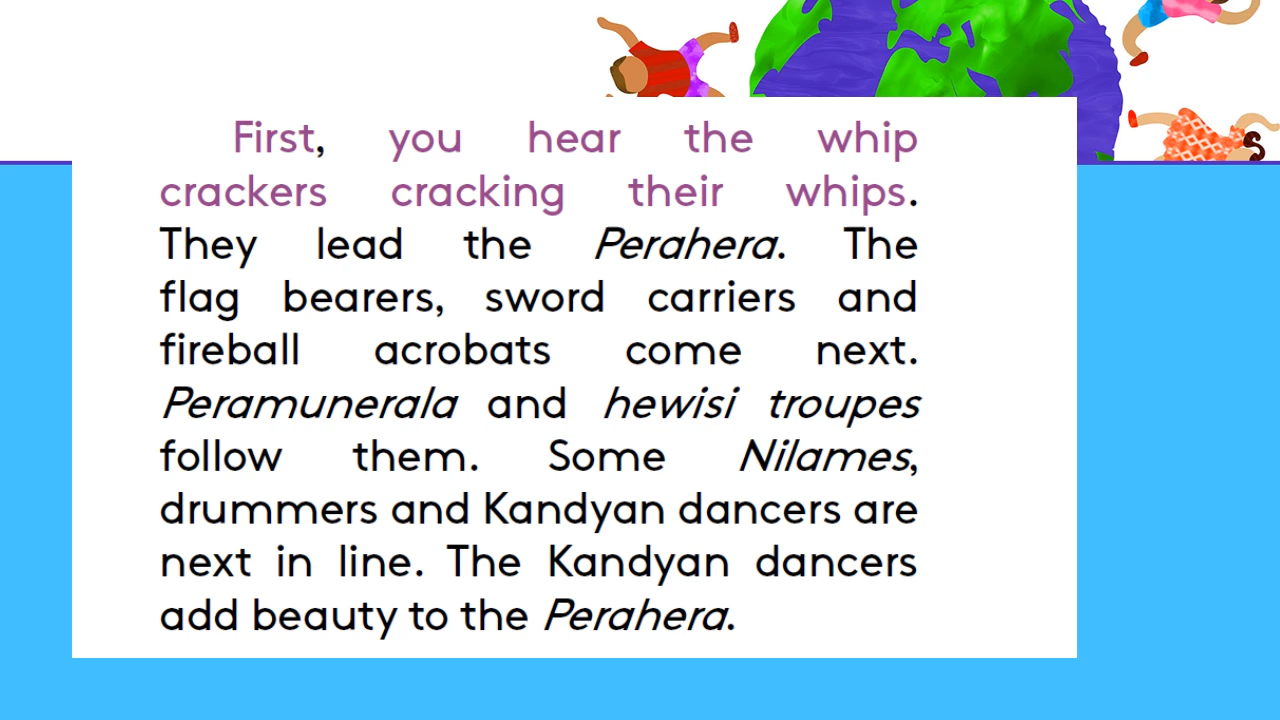 First, you hear the whip
crackers cracking their whips.
They lead the Perahera. The
flag bearers, sword carriers and
fireball acrobats come next.
Peramunerala and hewisi troupes
follow them. Some Nilames,
drummers and Kandyan dancers are
next in line. The Kandyan dancers
add beauty to the Perahera.